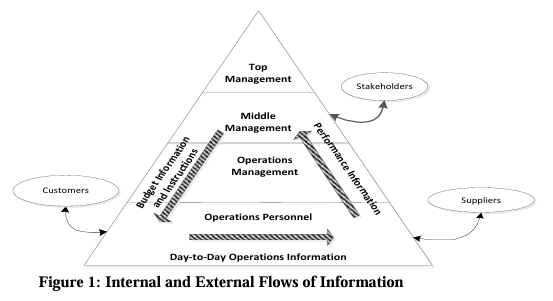 Top
Management
Stakeholders
Middle
Management
Budget Information
and Instructions
Performance Information
Operations
Management
Customers
Suppliers
Operations Personnel
Day-to-Day Operations Information
Figure 1: Internal and External Flows of Information